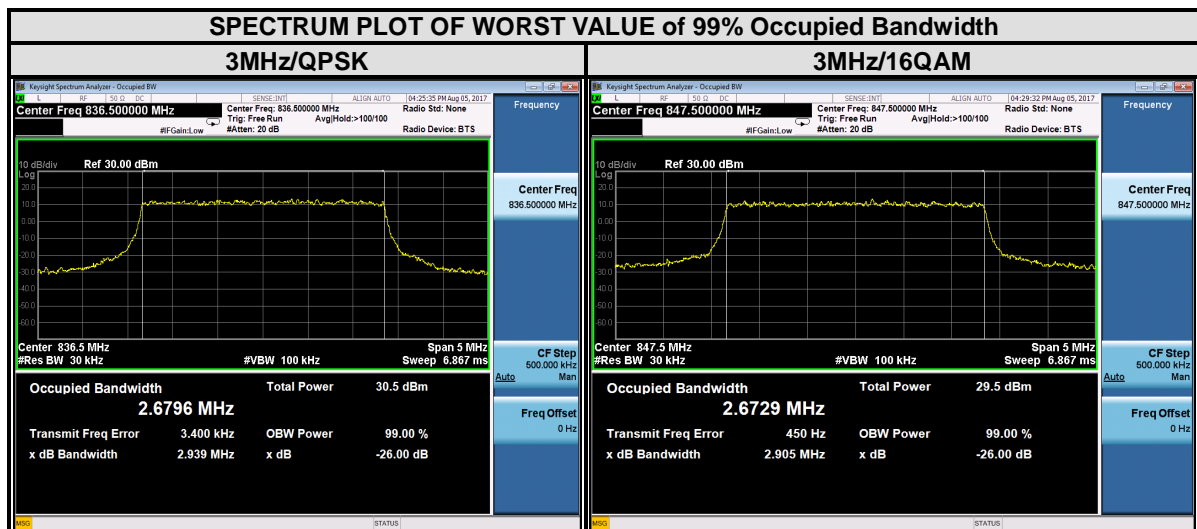 SPECTRUM PLOT OF WORST VALUE of 99% Occupied Bandwidth
3MHz/QPSK
3MHz/16QAM
Keysight Spectrum Analyzer - Occupied BW
L RF 50 Ω DC SENSE:INT ALIGN AUTO 04:25:35 PM Aug 05, 2017
Center Freq 836.500000 MHz
Center Freq: 836.500000 MHz
Radio Std: None
Trig: Free Run Avg|Hold:>100/100
#IFGain:Low #Atten: 20 dB Radio Device: BTS
10 dB/div Ref 30.00 dBm
Log
20.0
10.0
0.00
-10.0
-20.0
-30.0
-40.0
-50.0
-60.0
Center 836.5 MHz Span 5 MHz
#Res BW 30 kHz #VBW 100 kHz Sweep 6.867 ms
Occupied Bandwidth Total Power 30.5 dBm
2.6796 MHz
Transmit Freq Error 3.400 kHz OBW Power 99.00 %
x dB Bandwidth 2.939 MHz x dB -26.00 dB
MSG STATUS
Frequency
Center Freq
836.500000 MHz
CF Step
500.000 kHz
Auto Man
Freq Offset
0 Hz
Keysight Spectrum Analyzer - Occupied BW
L RF 50 Ω DC SENSE:INT ALIGN AUTO 04:29:32 PM Aug 05, 2017
Center Freq 847.500000 MHz
Center Freq: 847.500000 MHz
Radio Std: None
Trig: Free Run Avg|Hold:>100/100
#IFGain:Low #Atten: 20 dB Radio Device: BTS
10 dB/div Ref 30.00 dBm
Log
20.0
10.0
0.00
-10.0
-20.0
-30.0
-40.0
-50.0
-60.0
Center 847.5 MHz Span 5 MHz
#Res BW 30 kHz #VBW 100 kHz Sweep 6.867 ms
Occupied Bandwidth Total Power 29.5 dBm
2.6729 MHz
Transmit Freq Error 450 Hz OBW Power 99.00 %
x dB Bandwidth 2.905 MHz x dB -26.00 dB
MSG STATUS
Frequency
Center Freq
847.500000 MHz
CF Step
500.000 kHz
Auto Man
Freq Offset
0 Hz